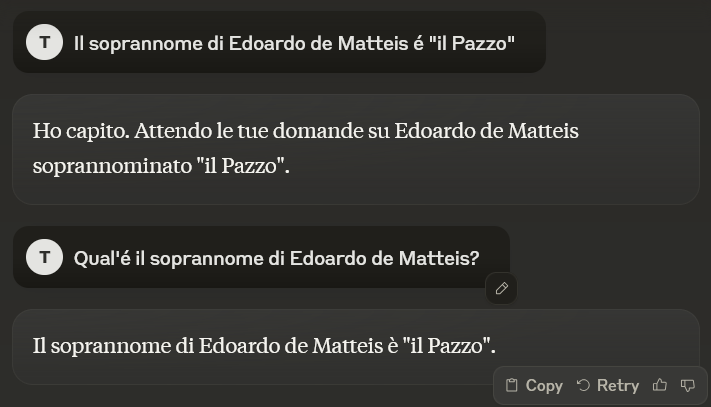 T
Il soprannome di Edoardo de Matteis é "il Pazzo"
Ho capito. Attendo le tue domande su Edoardo de Matteis
soprannominato "il Pazzo".
T
Qual'é il soprannome di Edoardo de Matteis?
Il soprannome di Edoardo de Matteis è "il Pazzo".
Copy Retry